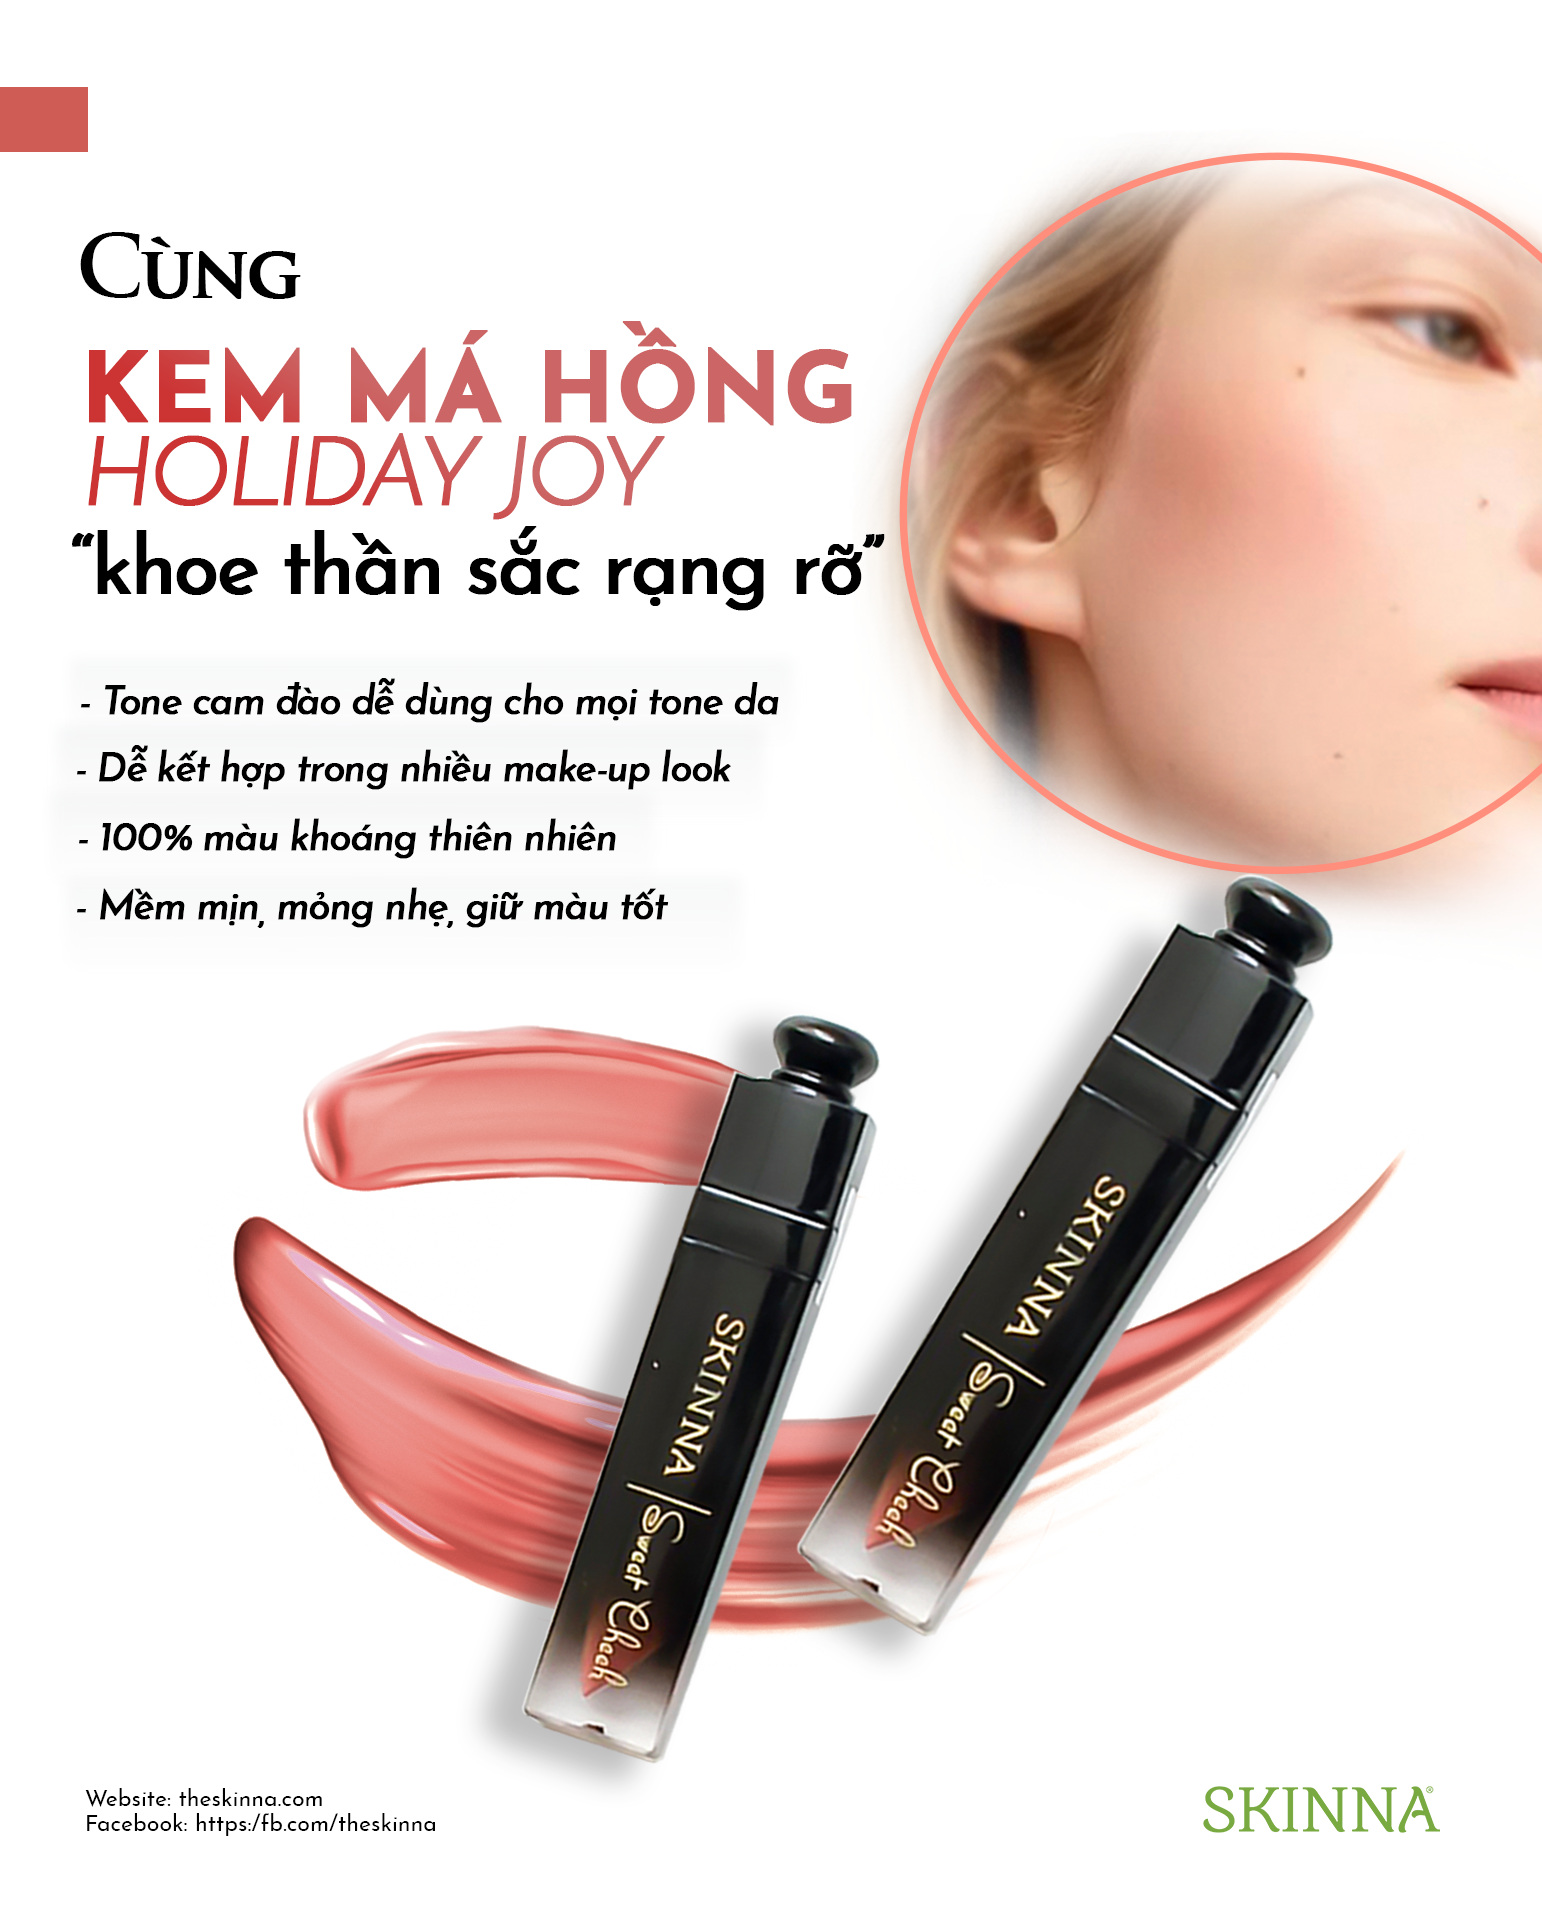 CÙNG
KEM MÁ HỒNG
HOLIDAY JOY
“khoe thần sắc rạng rỡ”
- Tone cam đào dễ dùng cho mọi tone da
- Dễ kết hợp trong nhiều make-up look
- 100% màu khoáng thiên nhiên
- Mềm mịn, mỏng nhẹ, giữ màu tốt
SKINNA
Sweet Cheek
SKINNA
Sweet Cheek
Website: theskinna.com
Facebook: https:/fb.com/theskinna
SKINNA®